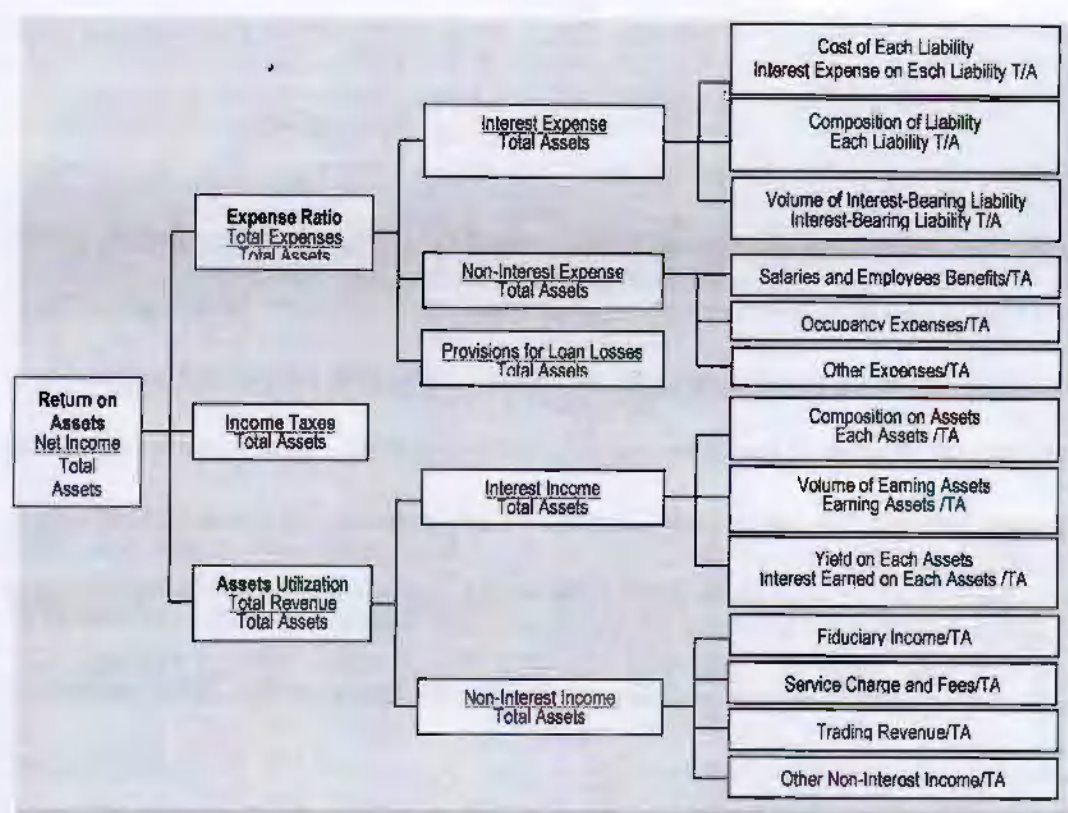 Return on
Assets
Net Income
Total
Assets
Expense Ratio
Total Expenses
Total Assets
Income Taxes
Total Assets
Assets Utilization
Total Revenue
Total Assets
Interest Expense
Total Assets
Non-Interest Expense
Total Assets
Provisions for Loan Losses
Total Assets
Interest Income
Total Assets
Non-Interest Income
Total Assets
Cost of Each Liability
Interest Expense on Esch Liability T/A
Composition of Liability
Each Liability T/A
Volume of Interest-Bearing Liability
Interest-Bearing Liability T/A
Salaries and Employees Benefits/TA
Occupancy Expenses/TA
Other Expenses/TA
Composition on Assets
Each Assets /TA
Volume of Earning Assets
Earning Assets /TA
Yield on Each Assets
Interest Earned on Each Assets /TA
Fiduciary Income/TA
Service Charge and Fees/TA
Trading Revenue/TA
Other Non-Interost Income/TA